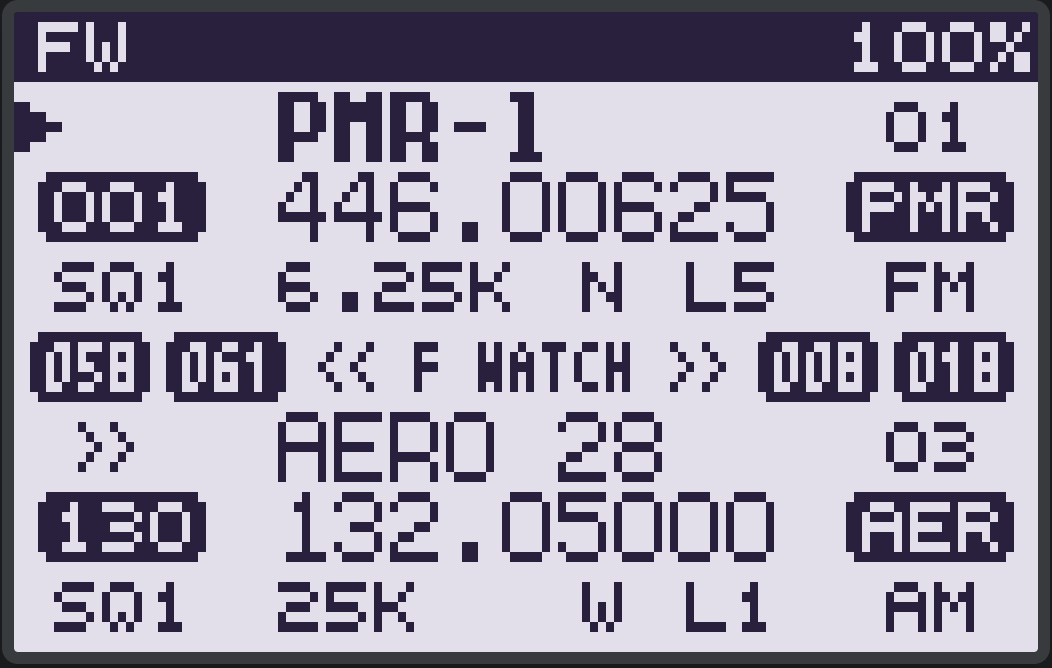 FW 100%
PMR-1 01
001 446.00625 PMR
SQ1 6.25K N L5 FM
058 061 << F WATCH >> 008 018
>> AERO 28 03
130 132.05000 AER
SQ1 25K W L1 AM